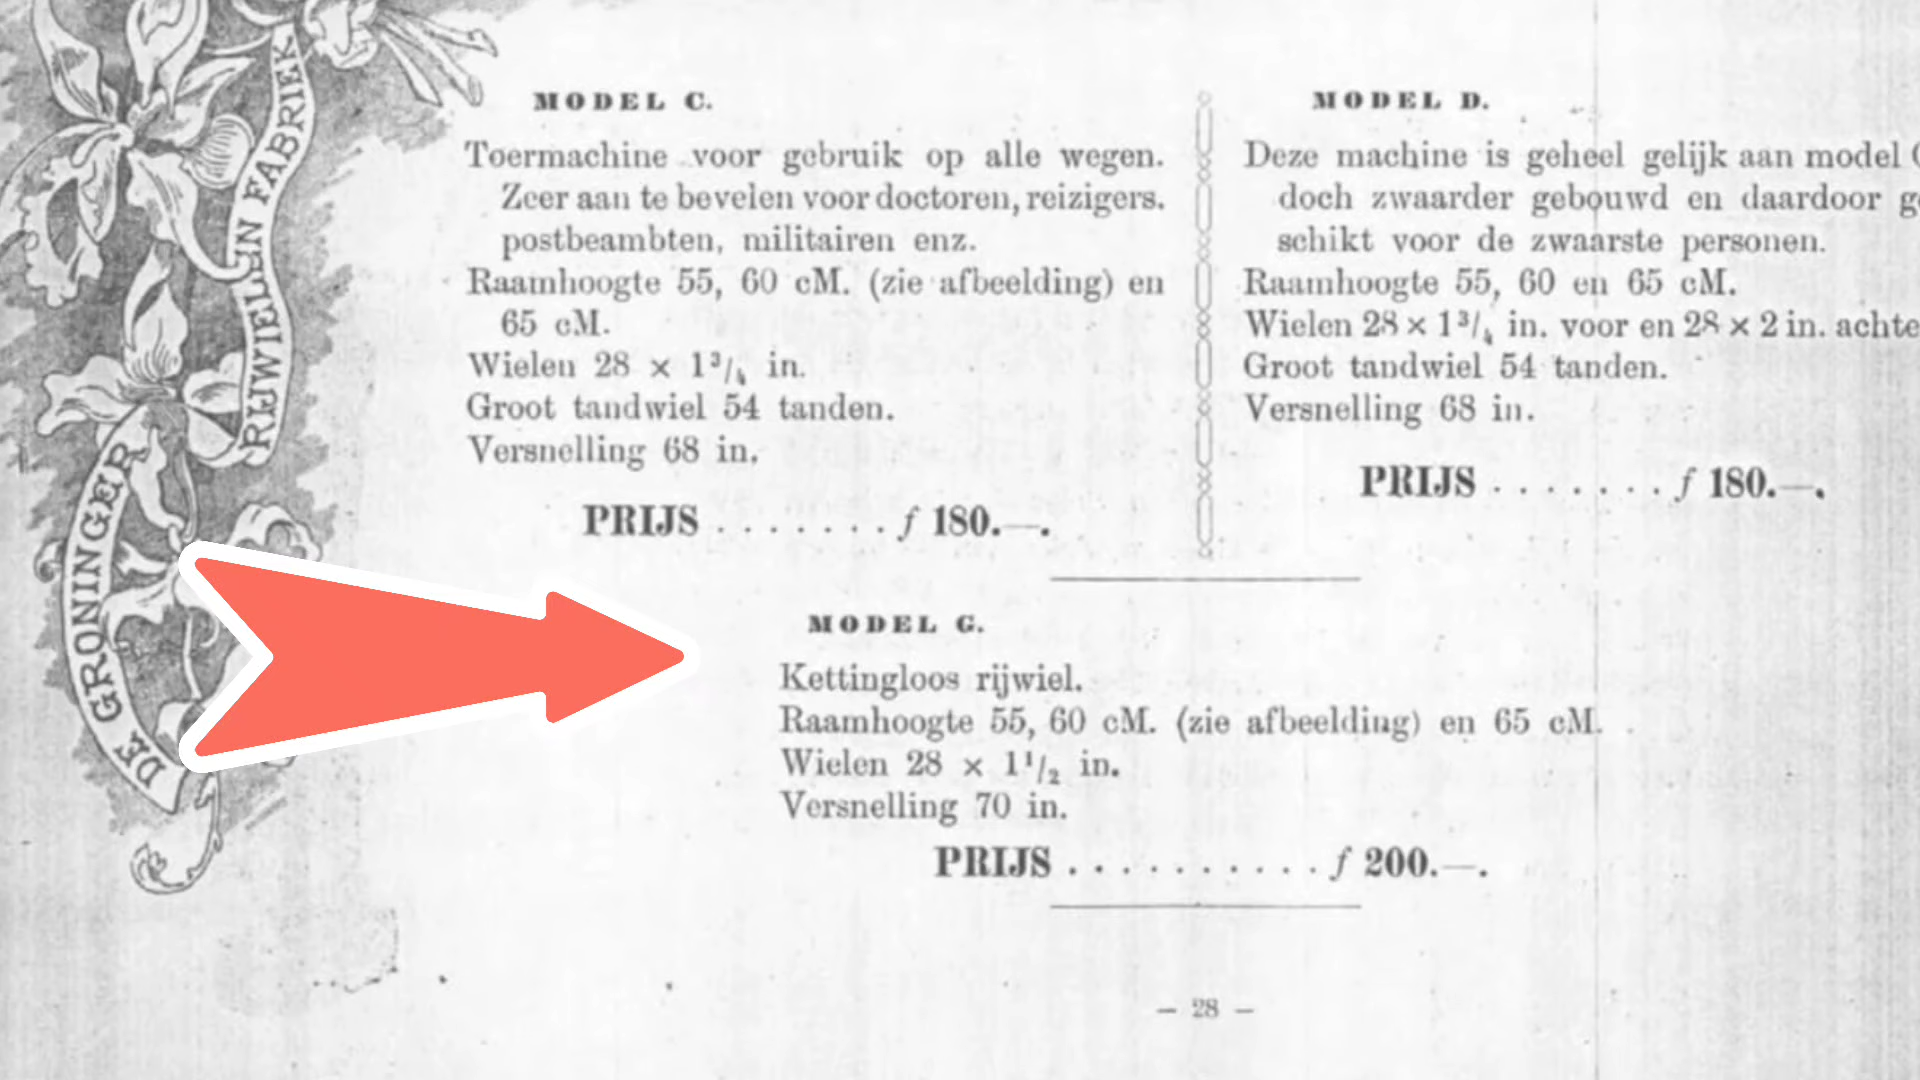 DE GRONINGER RIJWIELEN FABRIEK
MODEL C.
Toermachine voor gebruik op alle wegen.
Zeer aan te bevelen voor doctoren, reizigers.
postbeambten, militairen enz.
Raamhoogte 55, 60 cM. (zie afbeelding) en
65 cM.
Wielen 28 × 1³/₄ in.
Groot tandwiel 54 tanden.
Versnelling 68 in.
PRIJS . . . . . . . f 180.—.
MODEL D.
Deze machine is geheel gelijk aan model
doch zwaarder gebouwd en daardoor ge
schikt voor de zwaarste personen.
Raamhoogte 55, 60 en 65 cM.
Wielen 28 × 1³/₄ in. voor en 28 × 2 in. achte
Groot tandwiel 54 tanden.
Versnelling 68 in.
PRIJS . . . . . . . f 180.—.
MODEL G.
Kettingloos rijwiel.
Raamhoogte 55, 60 cM. (zie afbeelding) en 65 cM.
Wielen 28 × 1¹/₂ in.
Versnelling 70 in.
PRIJS . . . . . . . . . . f 200.—.
— 28 —